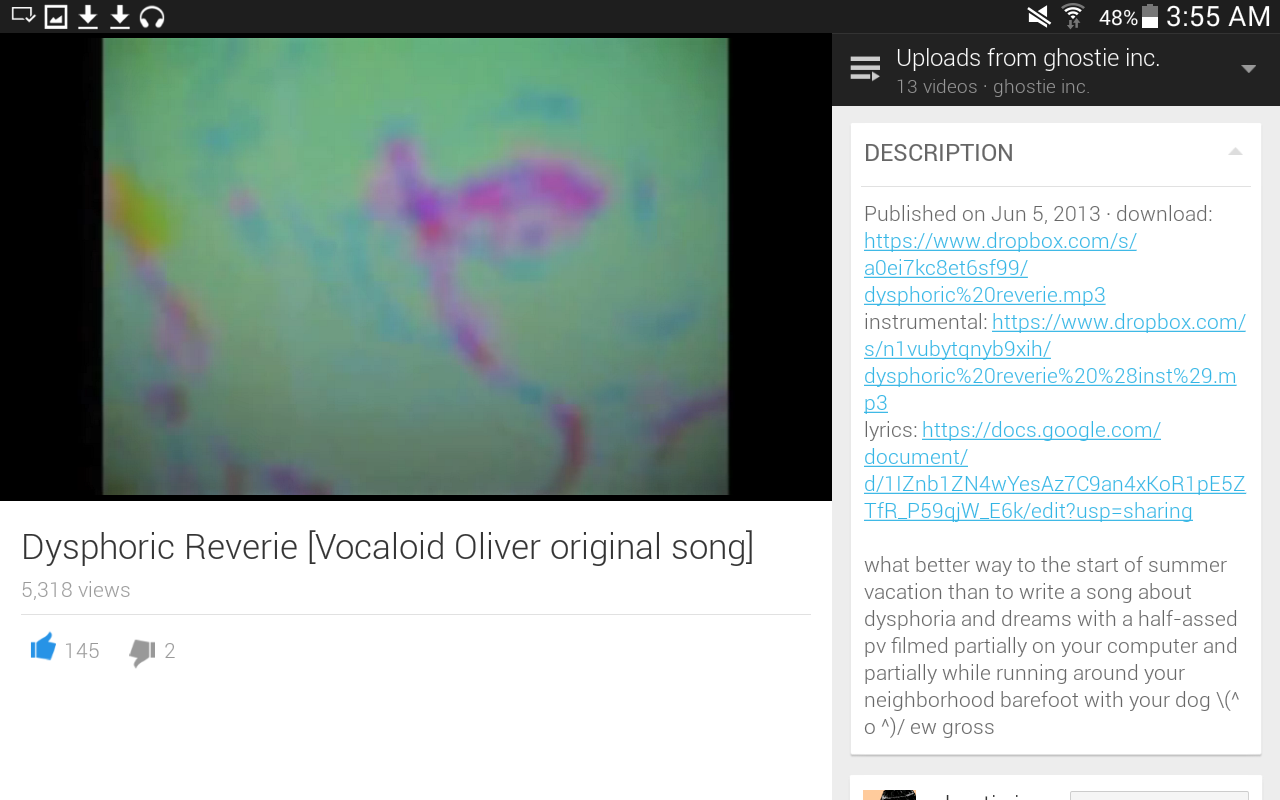 48% 3:55 AM
Uploads from ghostie inc.
13 videos · ghostie inc.
DESCRIPTION
Published on Jun 5, 2013 · download:
https://www.dropbox.com/s/
a0ei7kc8et6sf99/
dysphoric%20reverie.mp3
instrumental: https://www.dropbox.com/
s/n1vubytqnyb9xih/
dysphoric%20reverie%20%28inst%29.m
p3
lyrics: https://docs.google.com/
document/
d/1IZnb1ZN4wYesAz7C9an4xKoR1pE5Z
TfR_P59qjW_E6k/edit?usp=sharing
what better way to the start of summer
vacation than to write a song about
dysphoria and dreams with a half-assed
pv filmed partially on your computer and
partially while running around your
neighborhood barefoot with your dog \(^
o ^)/ ew gross
Dysphoric Reverie [Vocaloid Oliver original song]
5,318 views
145 2